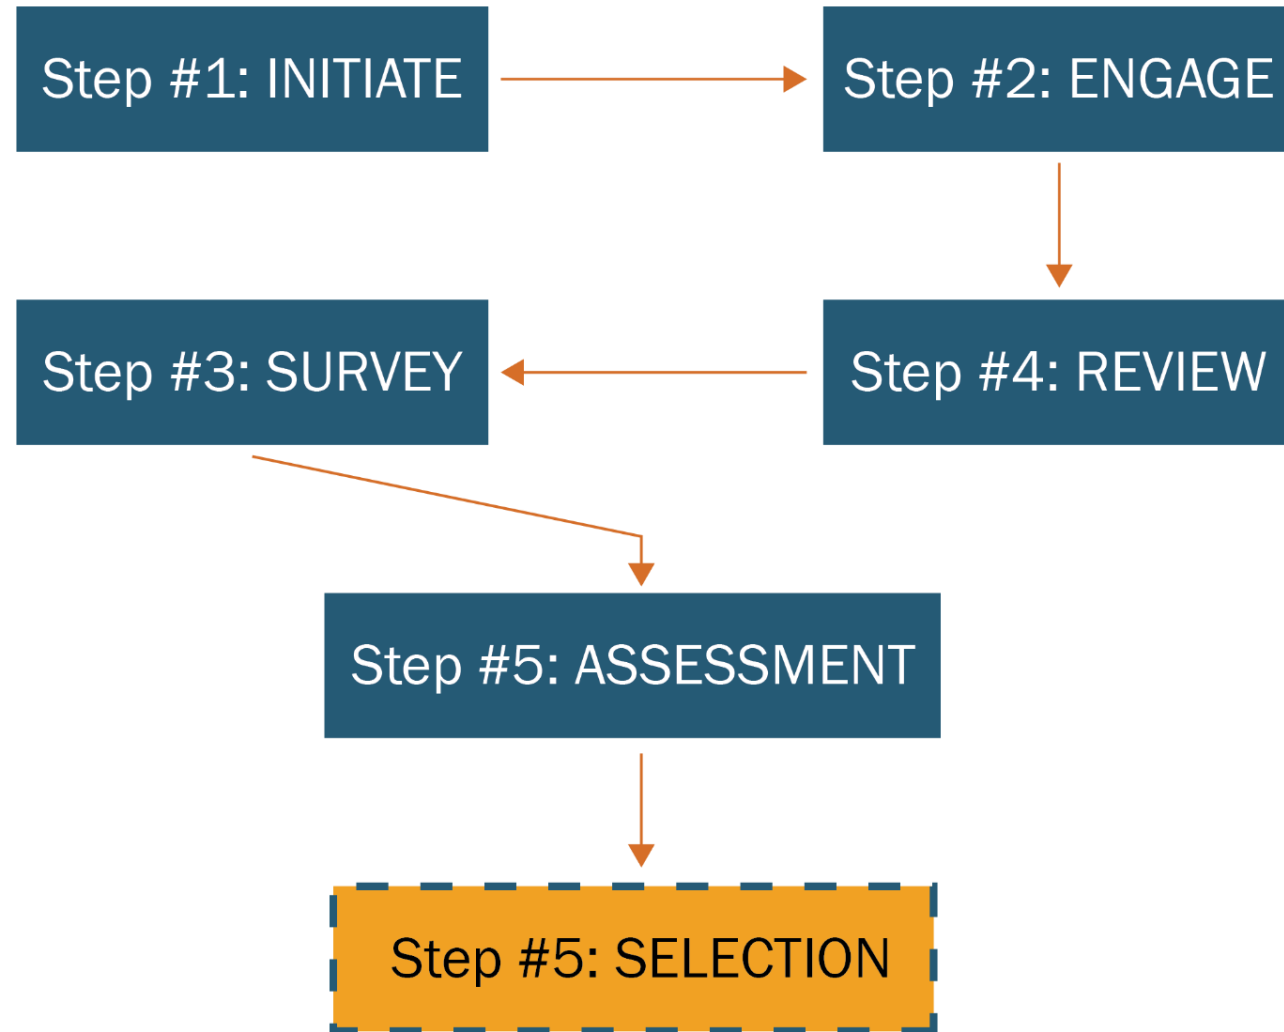 Step #1: INITIATE
Step #2: ENGAGE
Step #3: SURVEY
Step #4: REVIEW
Step #5: ASSESSMENT
Step #5: SELECTION